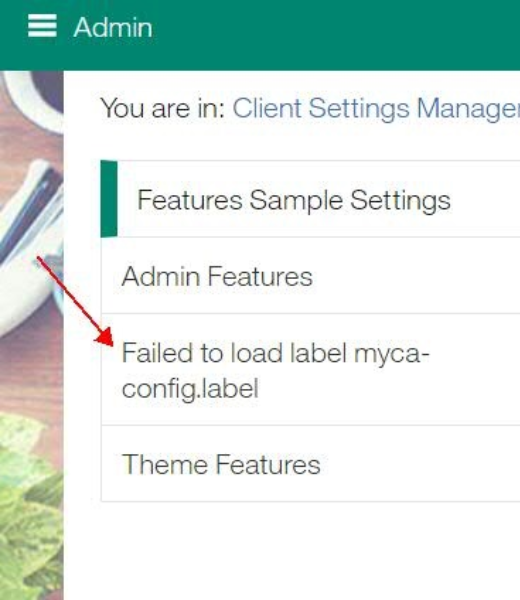 Admin
You are in: Client Settings Manage
Features Sample Settings
Admin Features
Failed to load label myca-
config.label
Theme Features